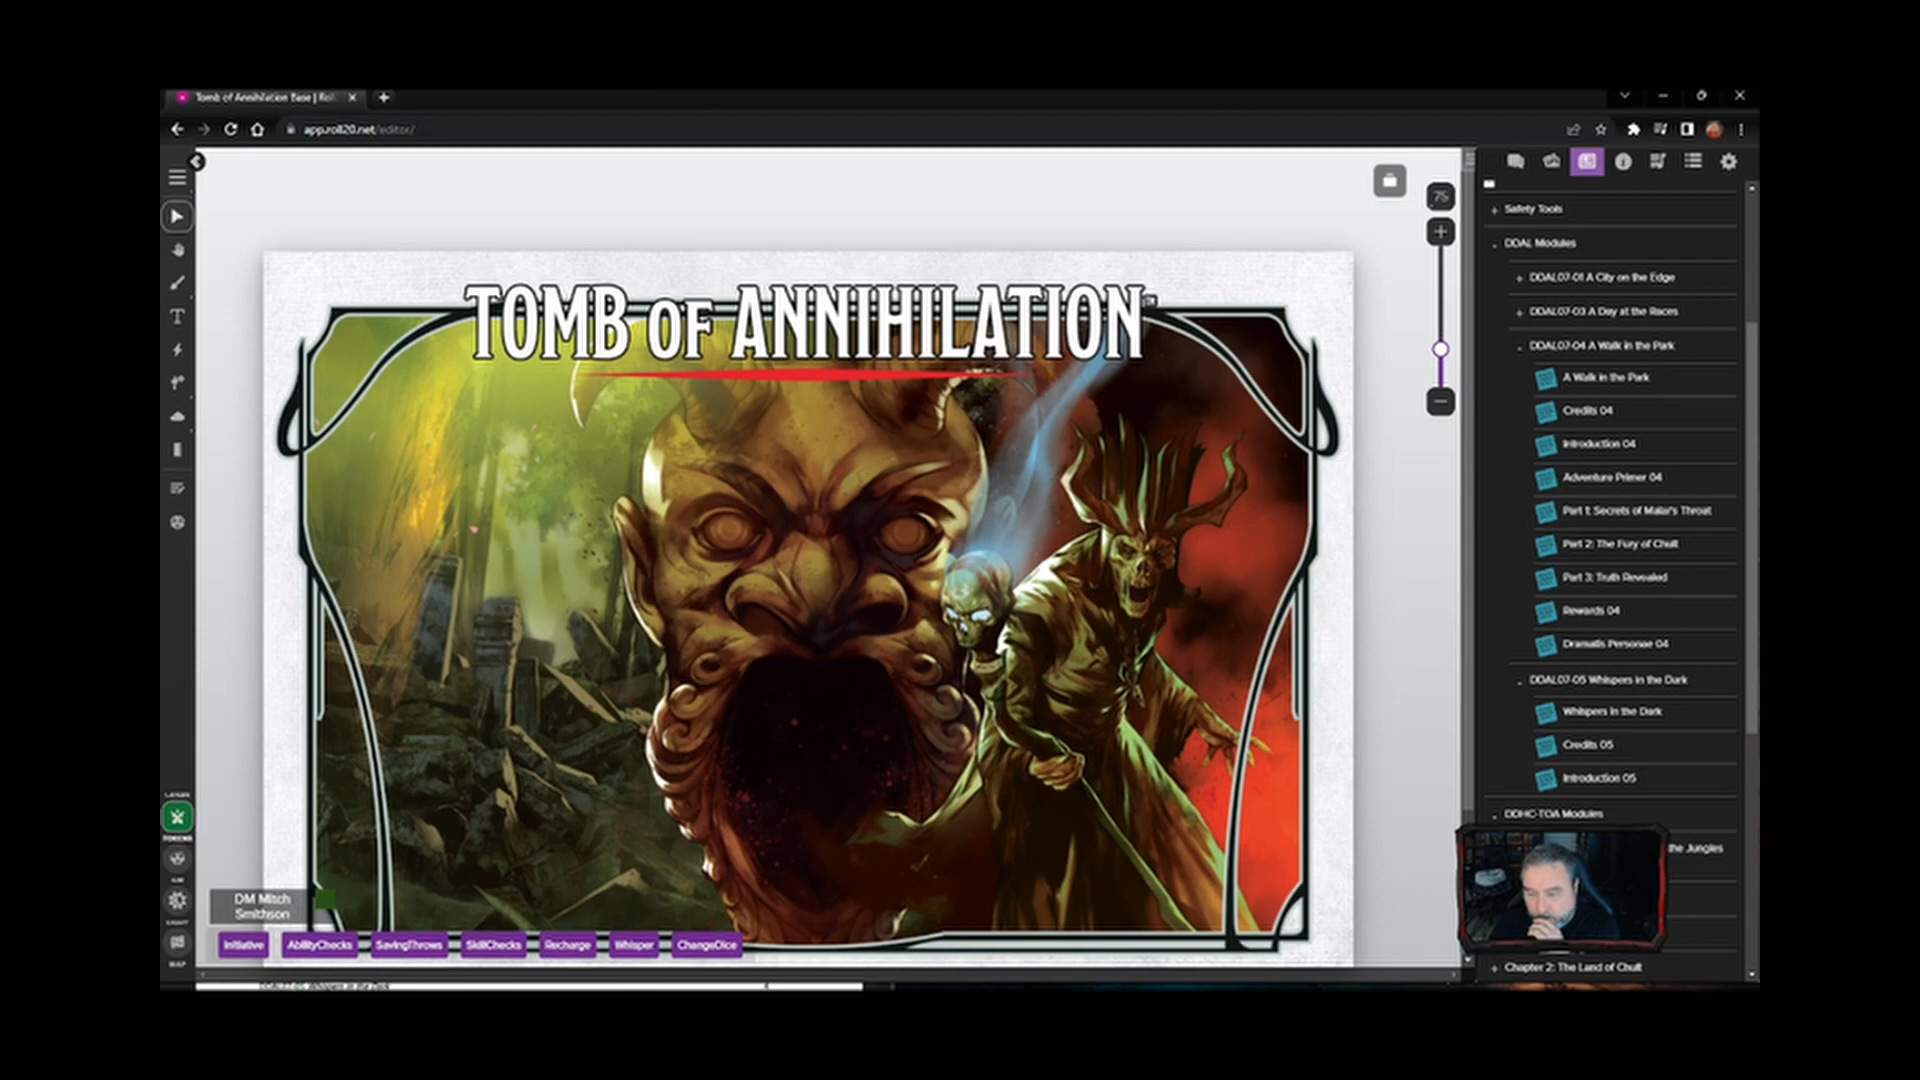 Tomb of Annihilation Base | Roll
app.roll20.net/editor/
75
Safety Tools
DDAL Modules
DDAL07-01 A City on the Edge
DDAL07-03 A Day at the Races
DDAL07-04 A Walk in the Park
A Walk in the Park
Credits 04
Introduction 04
Adventure Primer 04
Part 1: Secrets of Malar's Throat
Part 2: The Fury of Chult
Part 3: Truth Revealed
Rewards 04
Dramatis Personae 04
DDAL07-05 Whispers in the Dark
Whispers in the Dark
Credits 05
Introduction 05
DDHC-TOA Modules
the Jungles
Chapter 2: The Land of Chult
TOMB OF ANNIHILATION
TOKENS
MAP
DM Mitch
Smithson
Initiative
AbilityChecks
SavingThrows
SkillChecks
Recharge
Whisper
ChangeDice